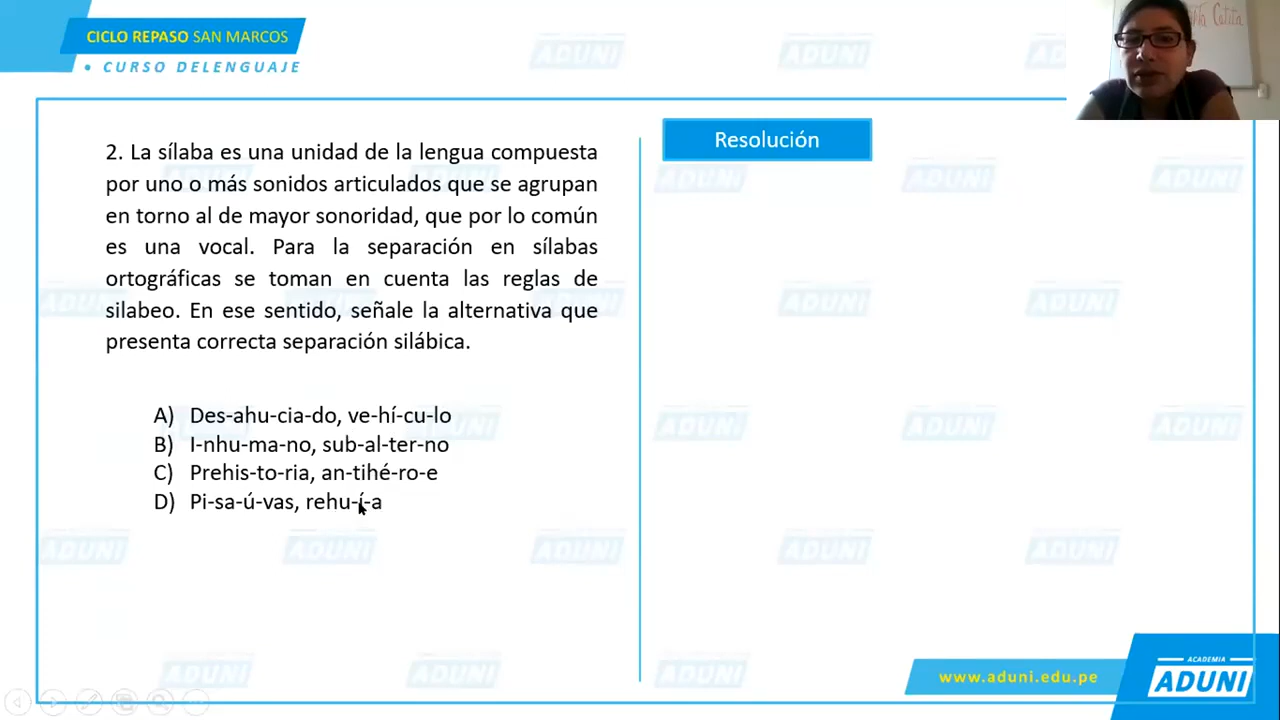 CICLO REPASO SAN MARCOS
• CURSO DELENGUAJE
Resolución
2. La sílaba es una unidad de la lengua compuesta
por uno o más sonidos articulados que se agrupan
en torno al de mayor sonoridad, que por lo común
es una vocal. Para la separación en sílabas
ortográficas se toman en cuenta las reglas de
silabeo. En ese sentido, señale la alternativa que
presenta correcta separación silábica.
A) Des-ahu-cia-do, ve-hí-cu-lo
B) I-nhu-ma-no, sub-al-ter-no
C) Prehis-to-ria, an-tihé-ro-e
D) Pi-sa-ú-vas, rehu-í-a
www.aduni.edu.pe
ACADEMIA
ADUNI